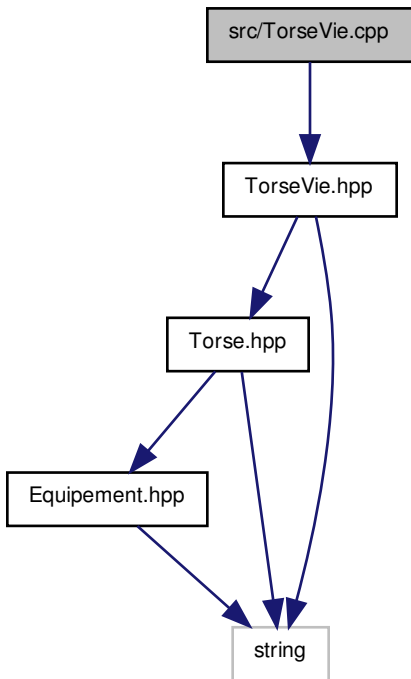 src/TorseVie.cpp
TorseVie.hpp
Torse.hpp
Equipement.hpp
string